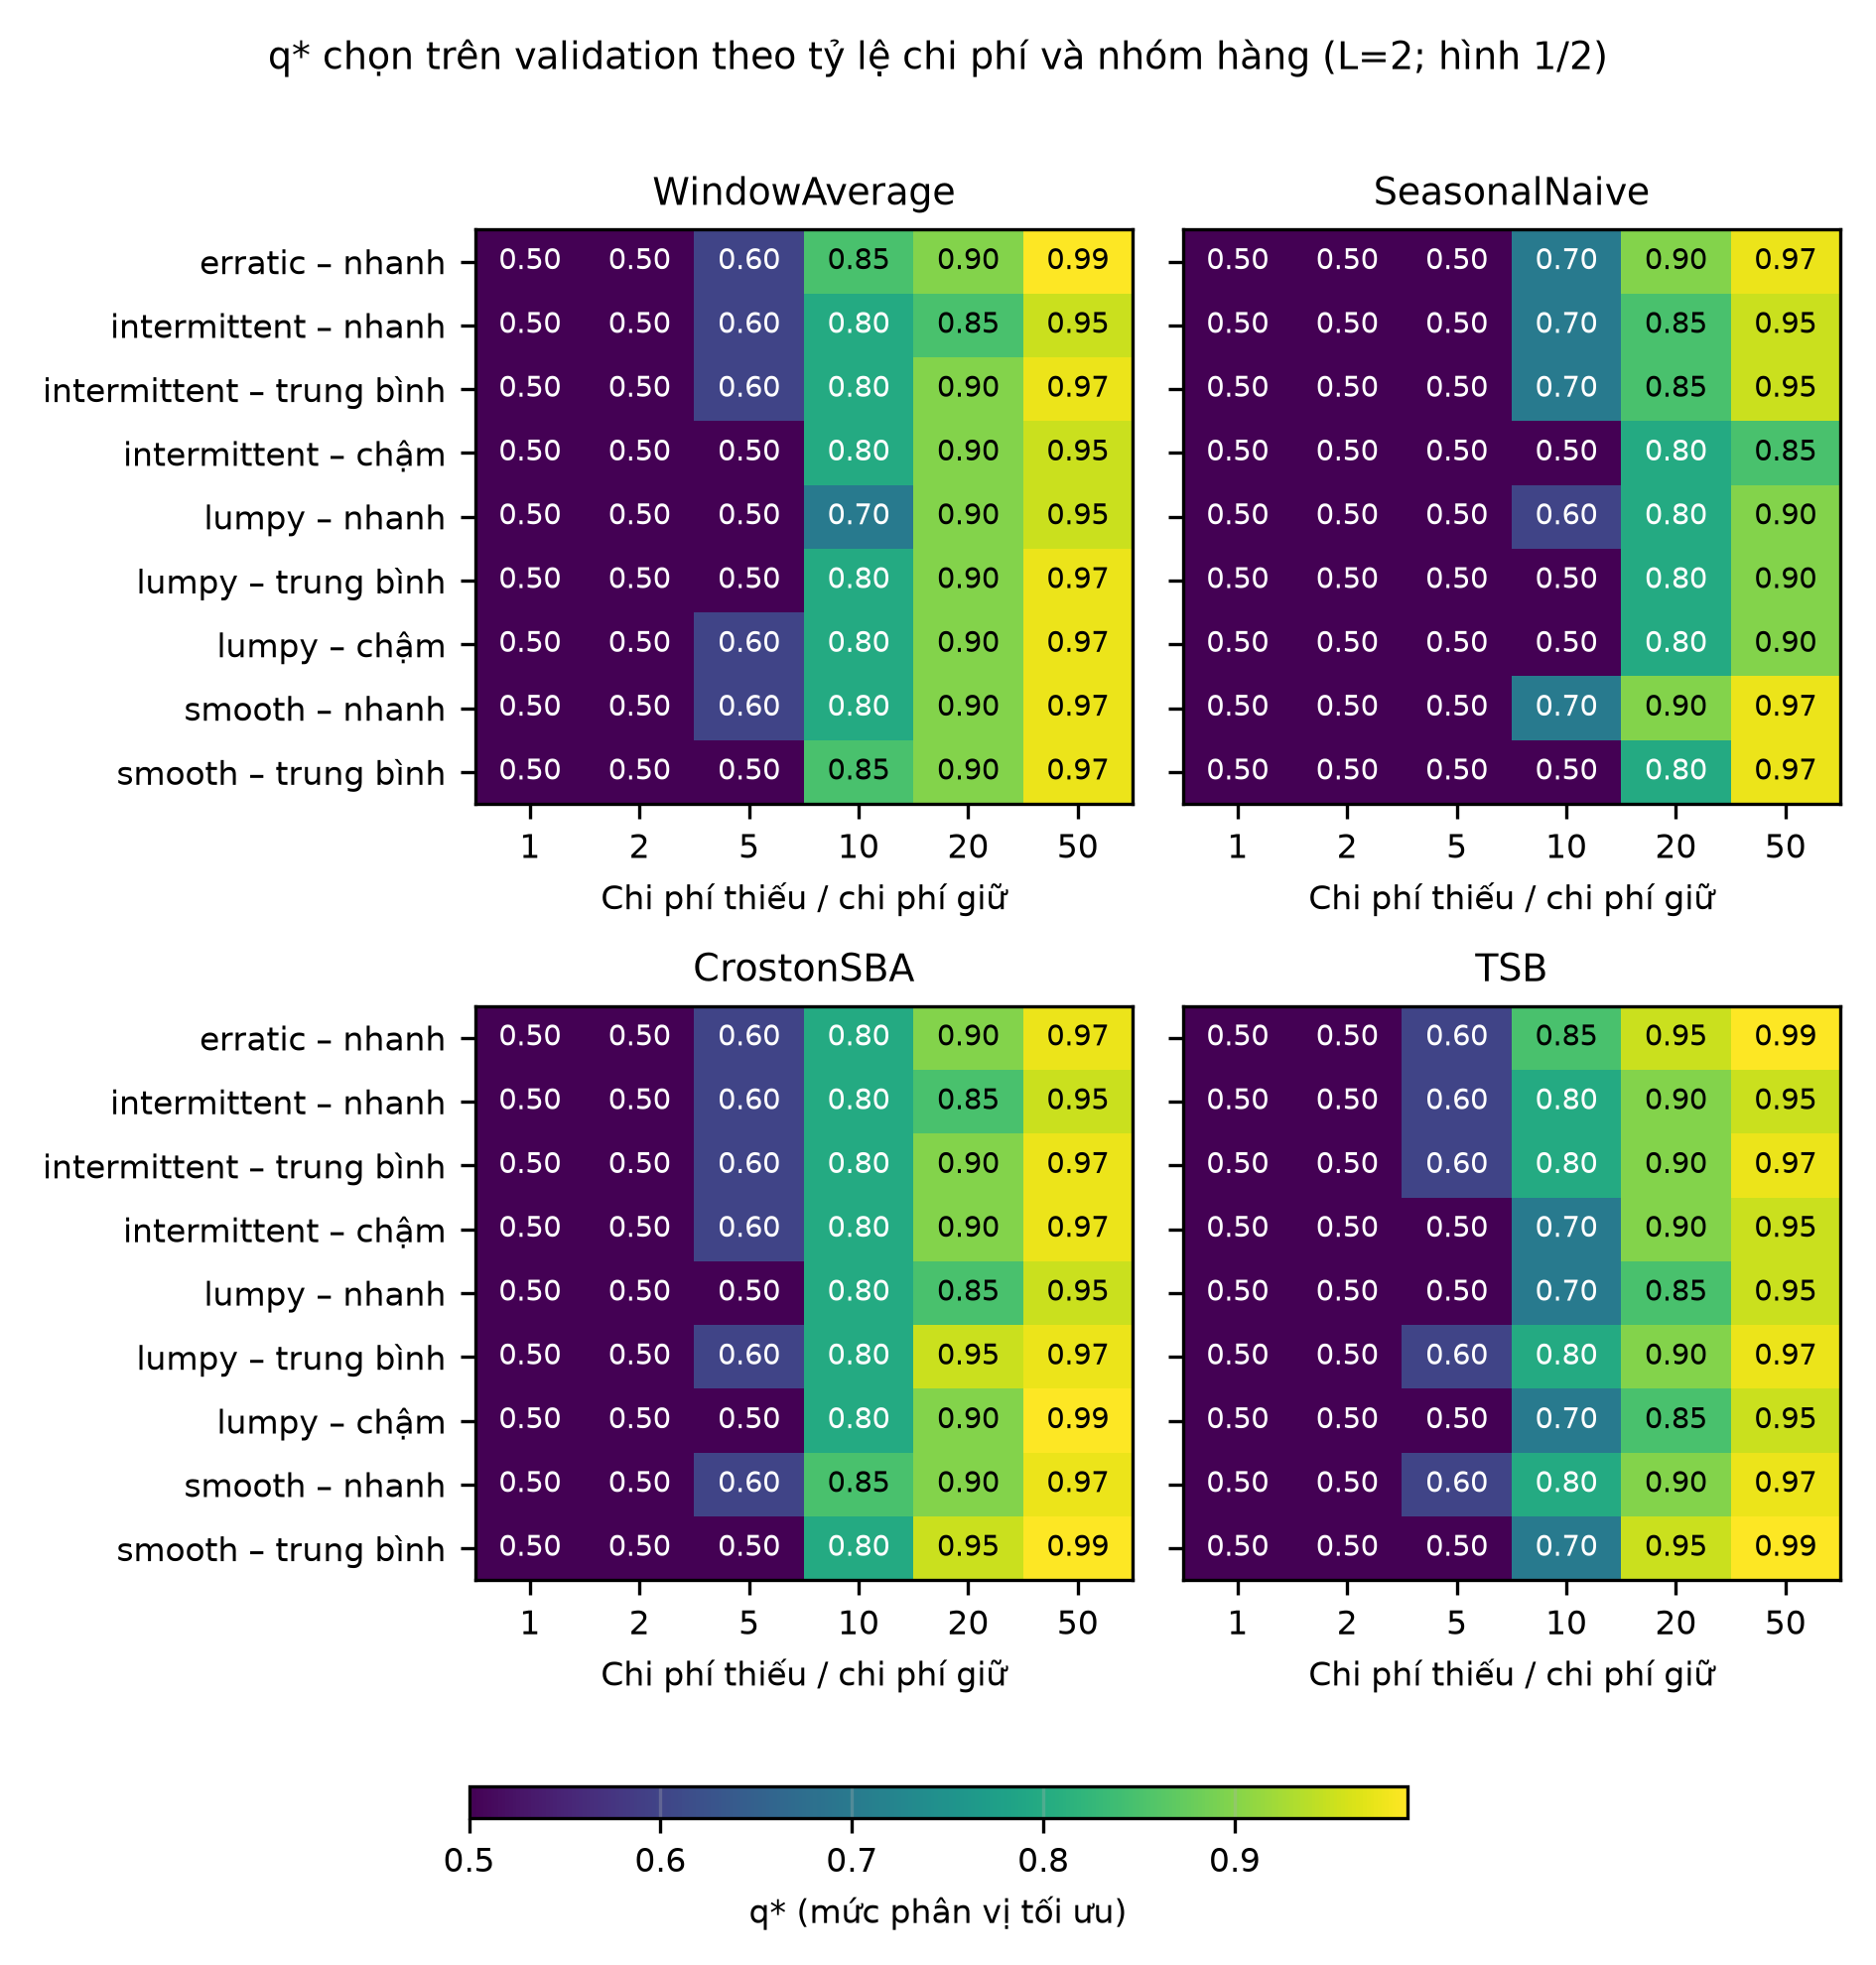 q* chọn trên validation theo tỷ lệ chi phí và nhóm hàng (L=2; hình 1/2)
WindowAverage
erratic – nhanh 0.50 0.50 0.60 0.85 0.90 0.99
intermittent – nhanh 0.50 0.50 0.60 0.80 0.85 0.95
intermittent – trung bình 0.50 0.50 0.60 0.80 0.90 0.97
intermittent – chậm 0.50 0.50 0.50 0.80 0.90 0.95
lumpy – nhanh 0.50 0.50 0.50 0.70 0.90 0.95
lumpy – trung bình 0.50 0.50 0.50 0.80 0.90 0.97
lumpy – chậm 0.50 0.50 0.60 0.80 0.90 0.97
smooth – nhanh 0.50 0.50 0.60 0.80 0.90 0.97
smooth – trung bình 0.50 0.50 0.50 0.85 0.90 0.97
1 2 5 10 20 50
Chi phí thiếu / chi phí giữ
SeasonalNaive
0.50 0.50 0.50 0.70 0.90 0.97
0.50 0.50 0.50 0.70 0.85 0.95
0.50 0.50 0.50 0.70 0.85 0.95
0.50 0.50 0.50 0.50 0.80 0.85
0.50 0.50 0.50 0.60 0.80 0.90
0.50 0.50 0.50 0.50 0.80 0.90
0.50 0.50 0.50 0.50 0.80 0.90
0.50 0.50 0.50 0.70 0.90 0.97
0.50 0.50 0.50 0.50 0.80 0.97
1 2 5 10 20 50
Chi phí thiếu / chi phí giữ
CrostonSBA
erratic – nhanh 0.50 0.50 0.60 0.80 0.90 0.97
intermittent – nhanh 0.50 0.50 0.60 0.80 0.85 0.95
intermittent – trung bình 0.50 0.50 0.60 0.80 0.90 0.97
intermittent – chậm 0.50 0.50 0.60 0.80 0.90 0.97
lumpy – nhanh 0.50 0.50 0.50 0.80 0.85 0.95
lumpy – trung bình 0.50 0.50 0.60 0.80 0.95 0.97
lumpy – chậm 0.50 0.50 0.50 0.80 0.90 0.99
smooth – nhanh 0.50 0.50 0.60 0.85 0.90 0.97
smooth – trung bình 0.50 0.50 0.50 0.80 0.95 0.99
1 2 5 10 20 50
Chi phí thiếu / chi phí giữ
TSB
0.50 0.50 0.60 0.85 0.95 0.99
0.50 0.50 0.60 0.80 0.90 0.95
0.50 0.50 0.60 0.80 0.90 0.97
0.50 0.50 0.50 0.70 0.90 0.95
0.50 0.50 0.50 0.70 0.85 0.95
0.50 0.50 0.60 0.80 0.90 0.97
0.50 0.50 0.50 0.70 0.85 0.95
0.50 0.50 0.60 0.80 0.90 0.97
0.50 0.50 0.50 0.70 0.95 0.99
1 2 5 10 20 50
Chi phí thiếu / chi phí giữ
0.5 0.6 0.7 0.8 0.9
q* (mức phân vị tối ưu)